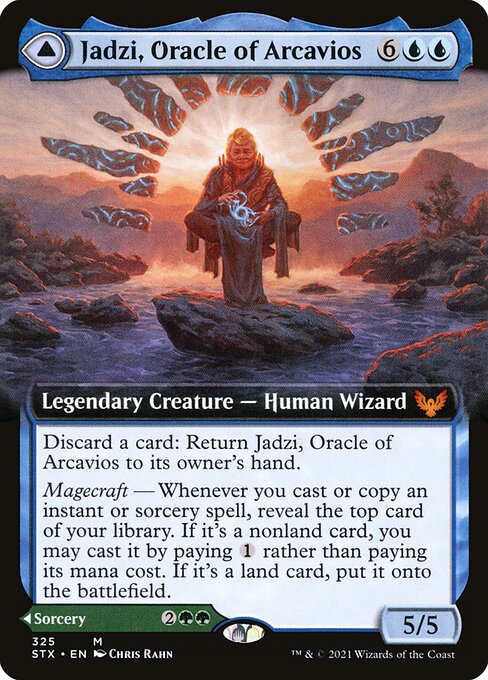 Jadzi, Oracle of Arcavios 6
Legendary Creature — Human Wizard
Discard a card: Return Jadzi, Oracle of
Arcavios to its owner's hand.
Magecraft — Whenever you cast or copy an
instant or sorcery spell, reveal the top card
of your library. If it's a nonland card, you
may cast it by paying 1 rather than paying
its mana cost. If it's a land card, put it onto
the battlefield.
Sorcery 2
5/5
325 M
STX • EN Chris Rahn
™ & © 2021 Wizards of the Coast